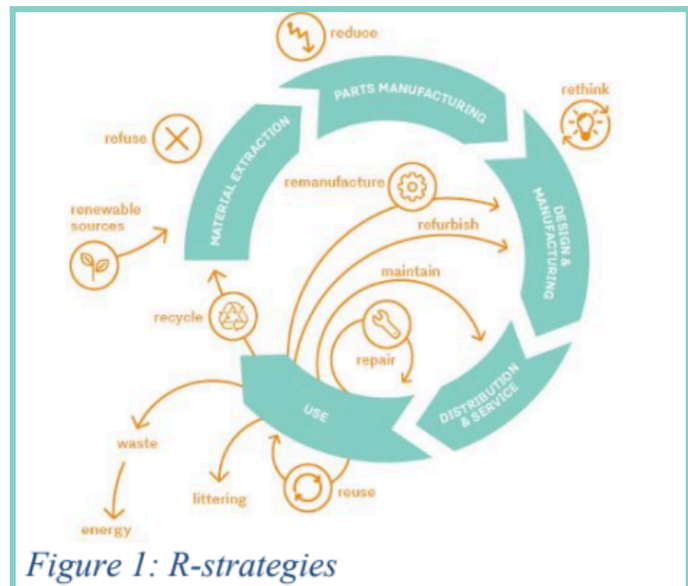 reduce
PARTS MANUFACTURING
rethink
refuse
MATERIAL EXTRACTION
remanufacture
renewable
sources
refurbish
DESIGN &
MANUFACTURING
maintain
recycle
repair
DISTRIBUTION
& SERVICE
USE
waste
littering
reuse
energy
Figure 1: R-strategies